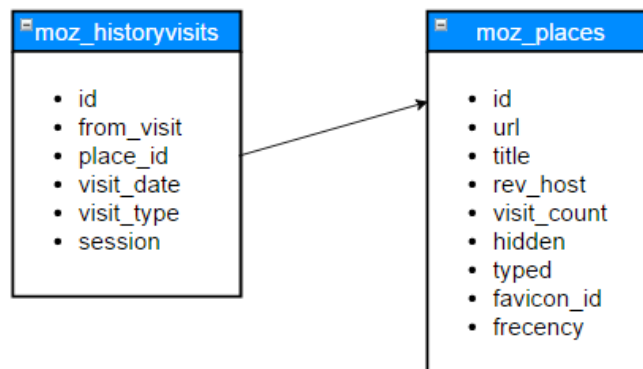 moz_historyvisits
id
from_visit
place_id
visit_date
visit_type
session
moz_places
id
url
title
rev_host
visit_count
hidden
typed
favicon_id
frecency